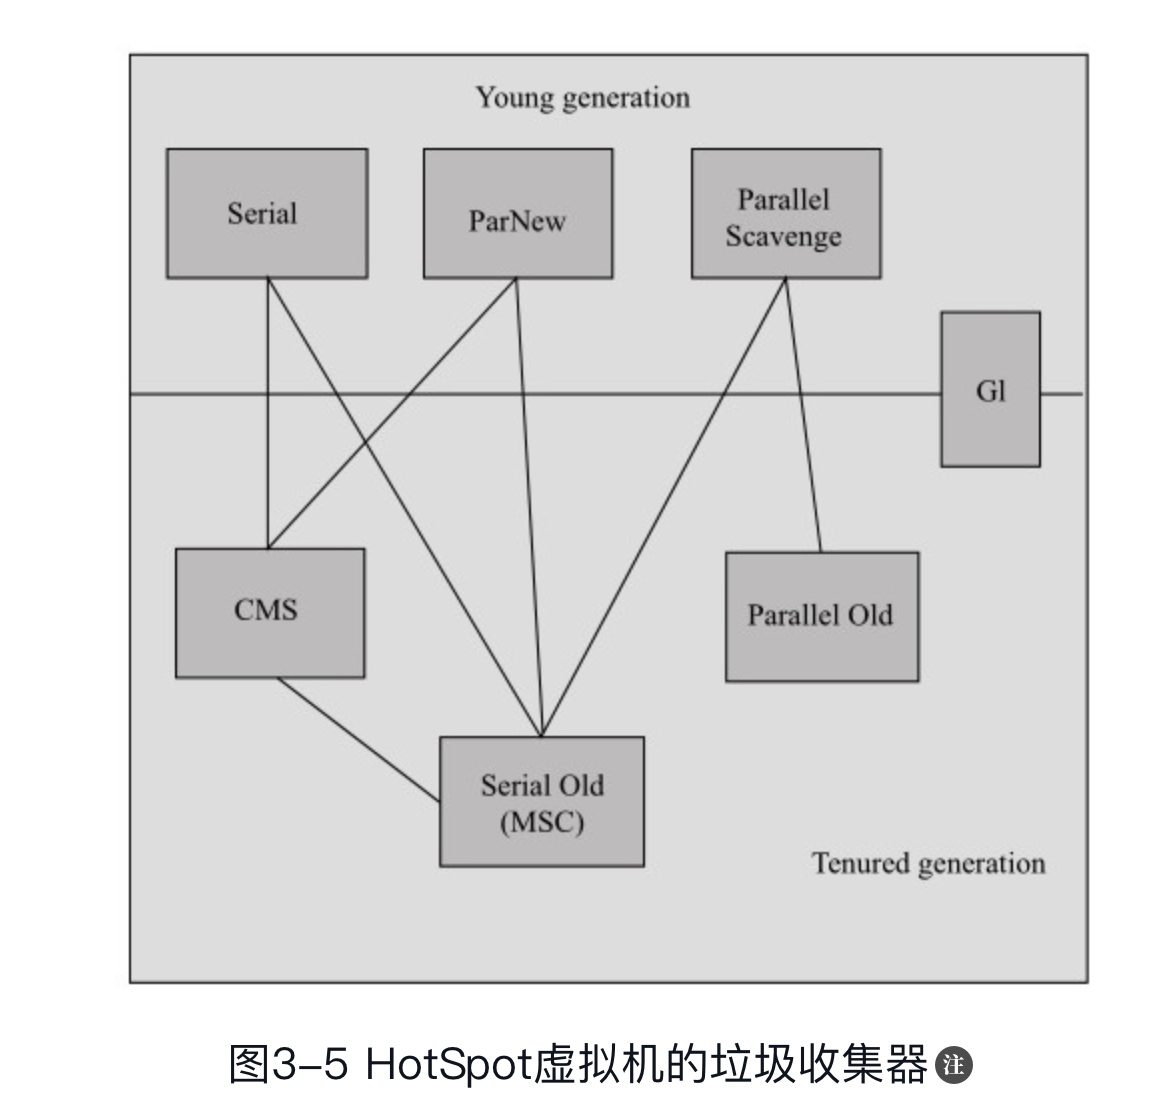 Young generation
Serial
ParNew
Parallel
Scavenge
Gl
CMS
Parallel Old
Serial Old
(MSC)
Tenured generation
图3–5 HotSpot虚拟机的垃圾收集器 注